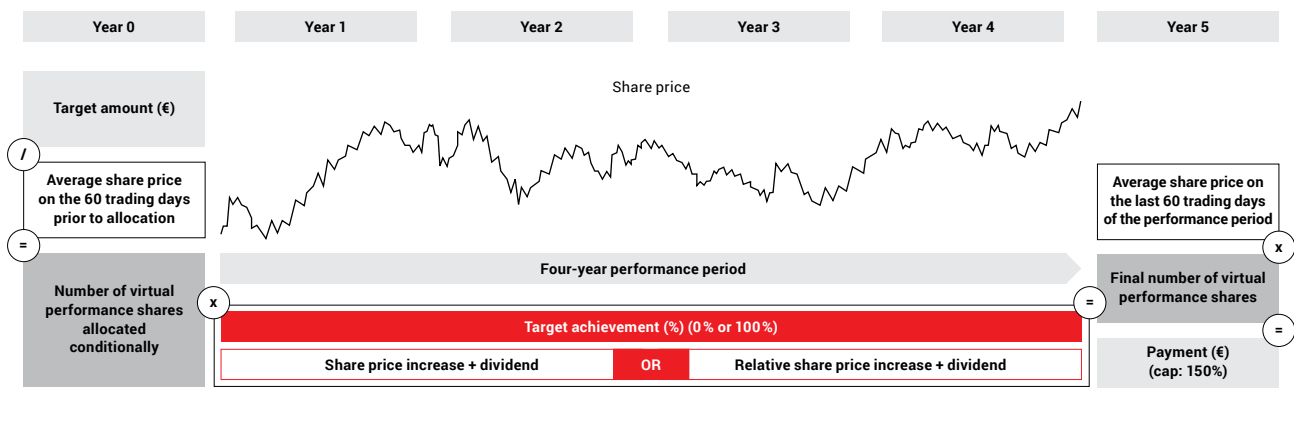 Year 0
Year 1
Year 2
Year 3
Year 4
Year 5
Target amount (€)
/
Average share price
on the 60 trading days
prior to allocation
=
Number of virtual
performance shares
allocated
conditionally
x
Share price
Four-year performance period
Target achievement (%) (0 % or 100 %)
Share price increase + dividend
OR
Relative share price increase + dividend
=
Average share price on
the last 60 trading days
of the performance period
x
Final number of virtual
performance shares
=
Payment (€)
(cap: 150%)